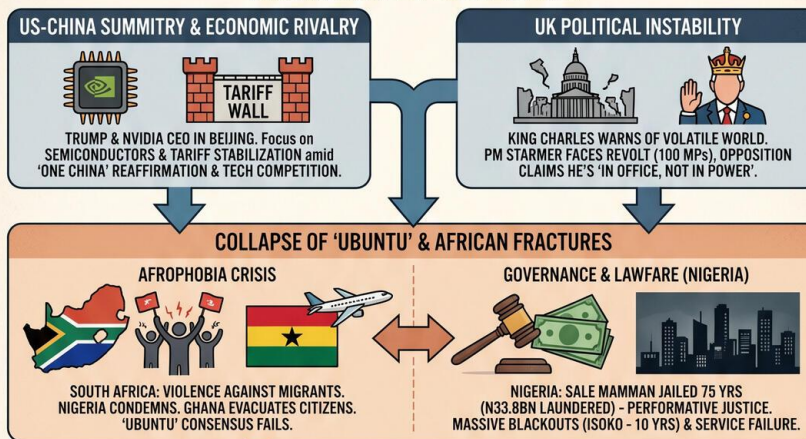 US-CHINA SUMMITRY & ECONOMIC RIVALRY
TARIFF
WALL
TRUMP & NVIDIA CEO IN BEIJING. Focus on
SEMICONDUCTORS & TARIFF STABILIZATION amid
'ONE CHINA' REAFFIRMATION & TECH COMPETITION.
UK POLITICAL INSTABILITY
KING CHARLES WARNS OF VOLATILE WORLD.
PM STARMER FACES REVOLT (100 MPs), OPPOSITION
CLAIMS HE'S 'IN OFFICE, NOT IN POWER'.
COLLAPSE OF 'UBUNTU' & AFRICAN FRACTURES
AFROPHOBIA CRISIS
SOUTH AFRICA: VIOLENCE AGAINST MIGRANTS.
NIGERIA CONDEMNS. GHANA EVACUATES CITIZENS.
'UBUNTU' CONSENSUS FAILS.
GOVERNANCE & LAWFARE (NIGERIA)
NIGERIA: SALE MAMMAN JAILED 75 YRS
(N33.8BN LAUNDERED) - PERFORMATIVE JUSTICE.
MASSIVE BLACKOUTS (ISOKO - 10 YRS) & SERVICE FAILURE.